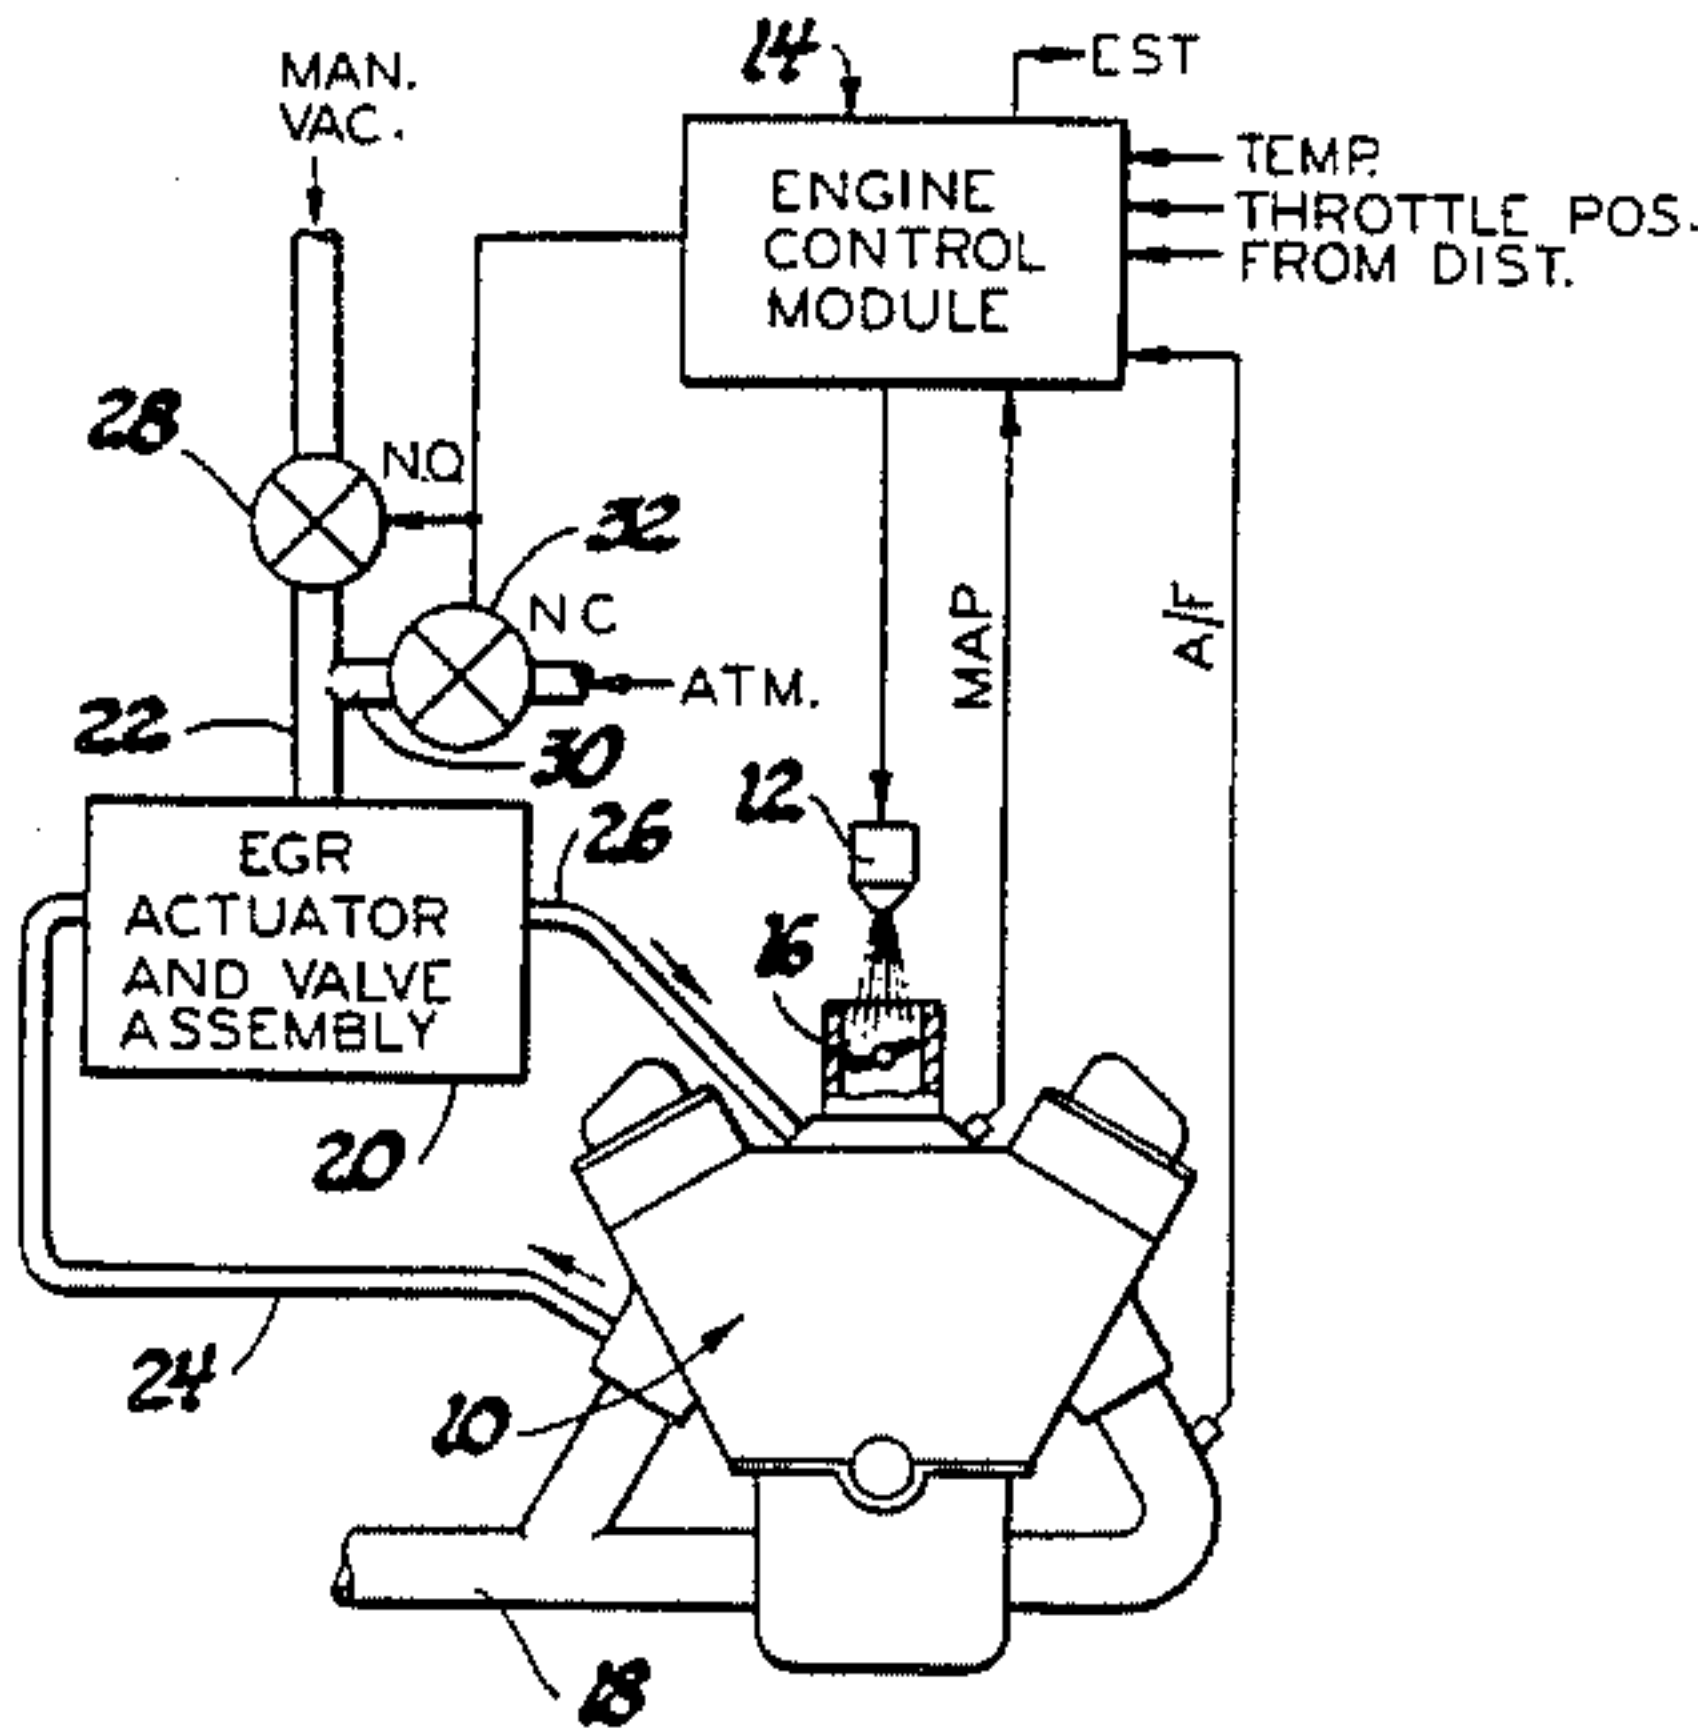 14
EST
MAN.
VAC.
ENGINE
CONTROL
MODULE
TEMP.
THROTTLE POS.
FROM DIST.
28
N.O
32
NC
ATM.
MAP
A/F
22
30
12
26
EGR
ACTUATOR
AND VALVE
ASSEMBLY
16
20
24
10
18